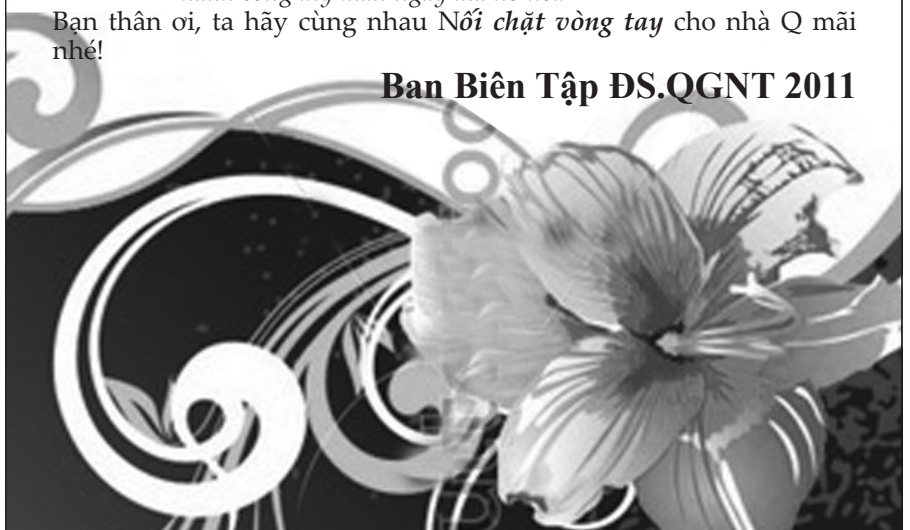 Bạn thân ơi, ta hãy cùng nhau Nối chặt vòng tay cho nhà Q mãi
nhé!
Ban Biên Tập ĐS.QGNT 2011